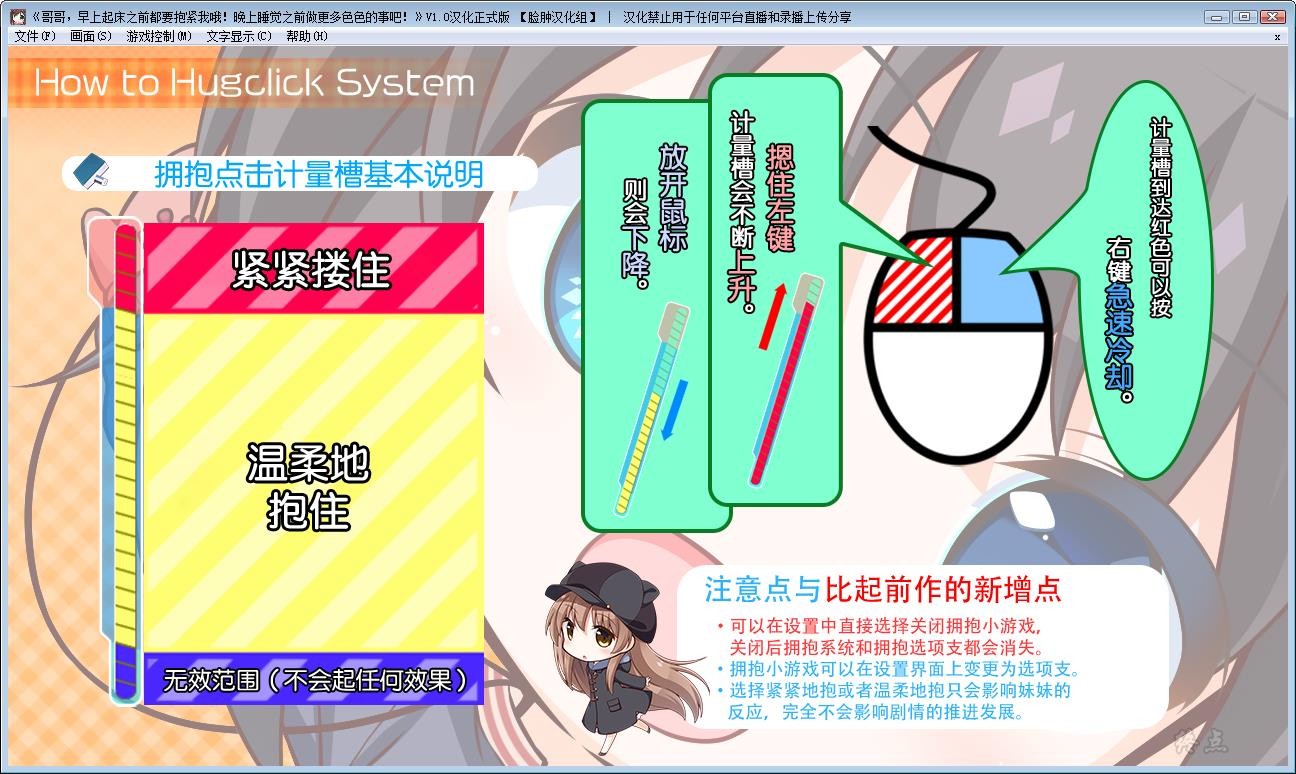 《哥哥，早上起床之前都要抱紧我哦！晚上睡觉之前做更多色色的事吧！》V1.0汉化正式版 【脸肿汉化组】 | 汉化禁止用于任何平台直播和录播上传分享
文件(F) 画面(S) 游戏控制(M) 文字显示(C) 帮助(H)
How to Hugclick System
拥抱点击计量槽基本说明
紧紧搂住
温柔地
抱住
无效范围（不会起任何效果）
放开鼠标
则会下降。
摁住左键
计量槽会不断上升。
计量槽到达红色可以按
右键急速冷却。
注意点与比起前作的新增点
・可以在设置中直接选择关闭拥抱小游戏，
关闭后拥抱系统和拥抱选项支都会消失。
・拥抱小游戏可以在设置界面上变更为选项支。
・选择紧紧地抱或者温柔地抱只会影响妹妹的
反应，完全不会影响剧情的推进发展。
终点